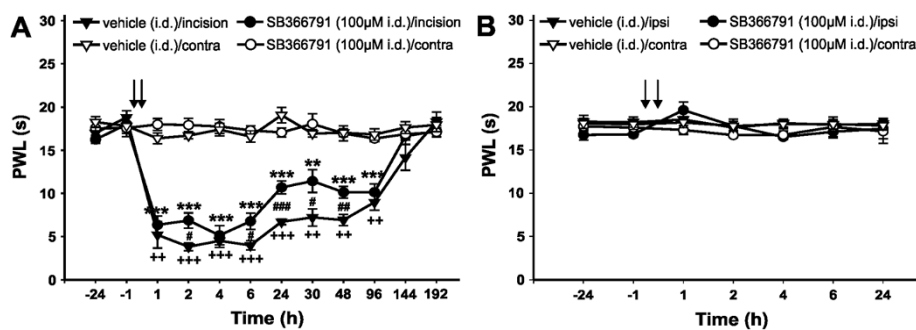 A
vehicle (i.d.)/incision SB366791 (100µM i.d.)/incision
vehicle (i.d.)/contra SB366791 (100µM i.d.)/contra
PWL (s)
25
20
15
10
5
0
*** *** *** *** *** ** *** ***
# # ### # ##
++ +++ +++ +++ +++ ++ ++ ++
-24 -1 1 2 4 6 24 30 48 96 144 192
Time (h)
B
vehicle (i.d.)/ipsi SB366791 (100µM i.d.)/ipsi
vehicle (i.d.)/contra SB366791 (100µM i.d.)/contra
PWL (s)
25
20
15
10
5
0
-24 -1 1 2 4 6 24
Time (h)